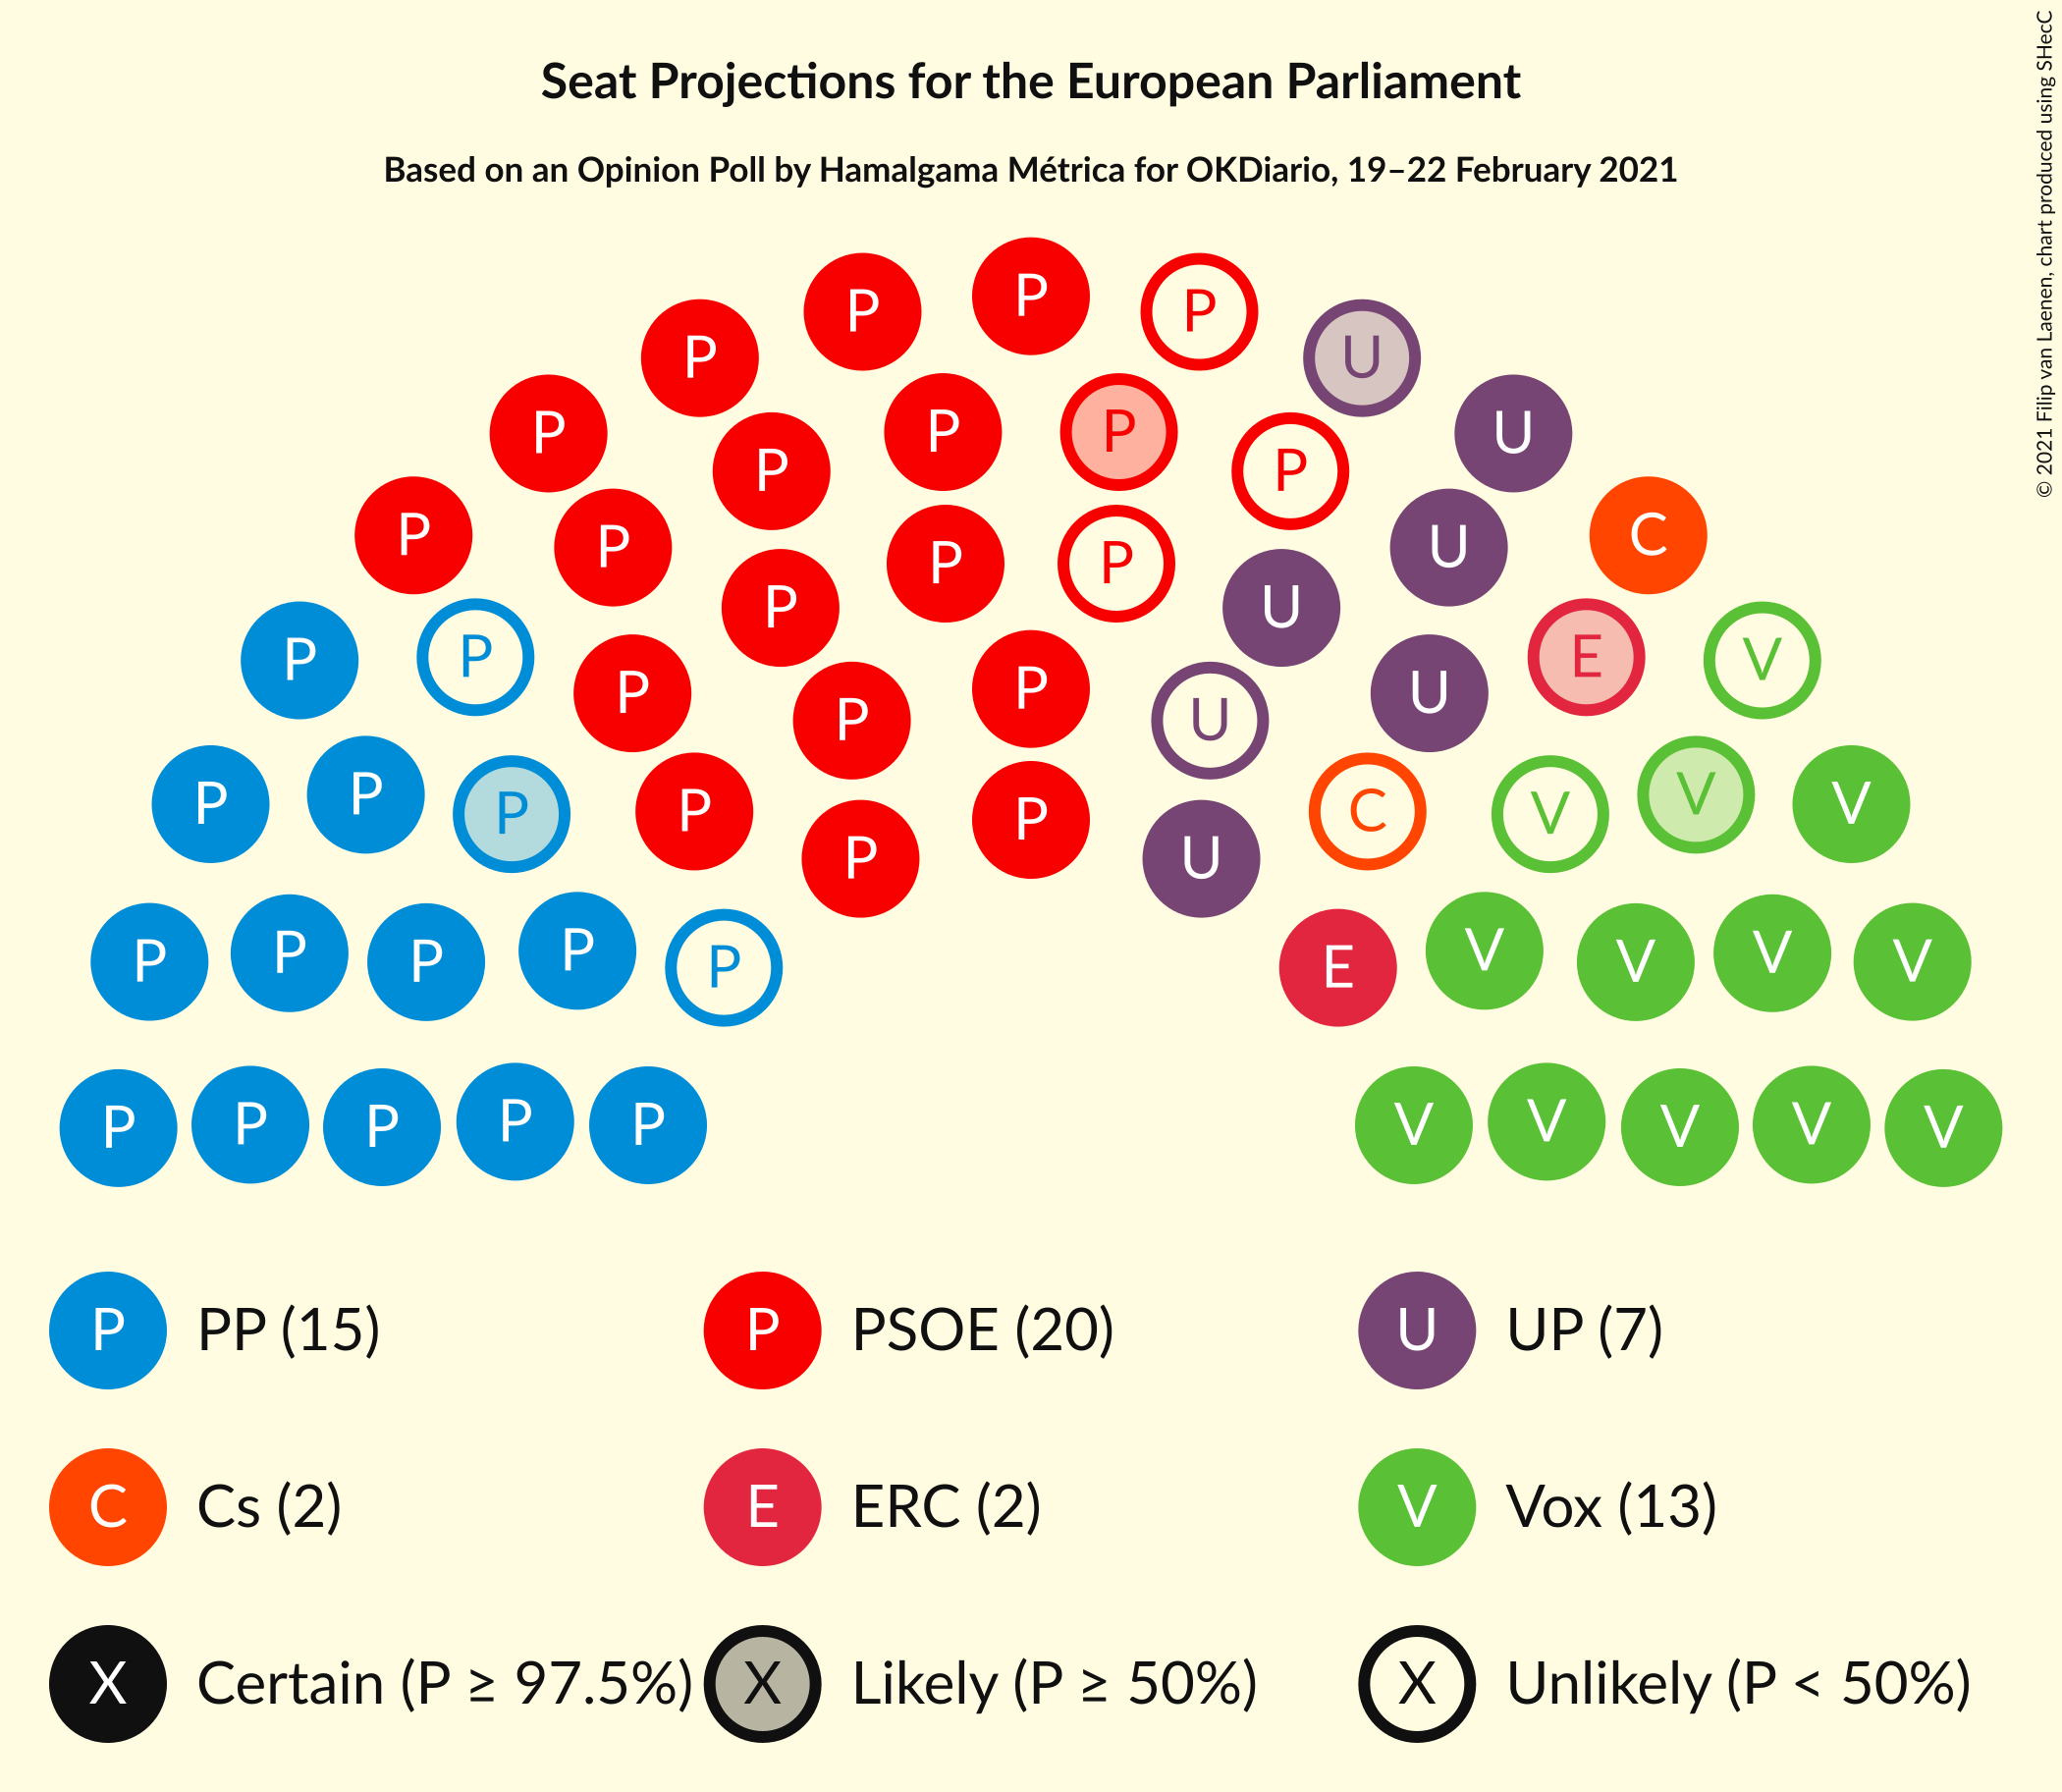 Seat Projections for the European Parliament
Based on an Opinion Poll by Hamalgama Métrica for OKDiario, 19–22 February 2021
© 2021 Filip van Laenen, chart produced using SHecC
P
P P
P U
P P P
P U
P P
P C
P P U
P P
P U
P P
P P E V
P U
P P
U
P P P
P C V V V
P P
P U
P P P P P E V V V V V
P P P P P V V V V V
P PP (15) P PSOE (20) U UP (7)
C Cs (2) E ERC (2) V Vox (13)
X Certain (P ≥ 97.5%) X Likely (P ≥ 50%) X Unlikely (P < 50%)